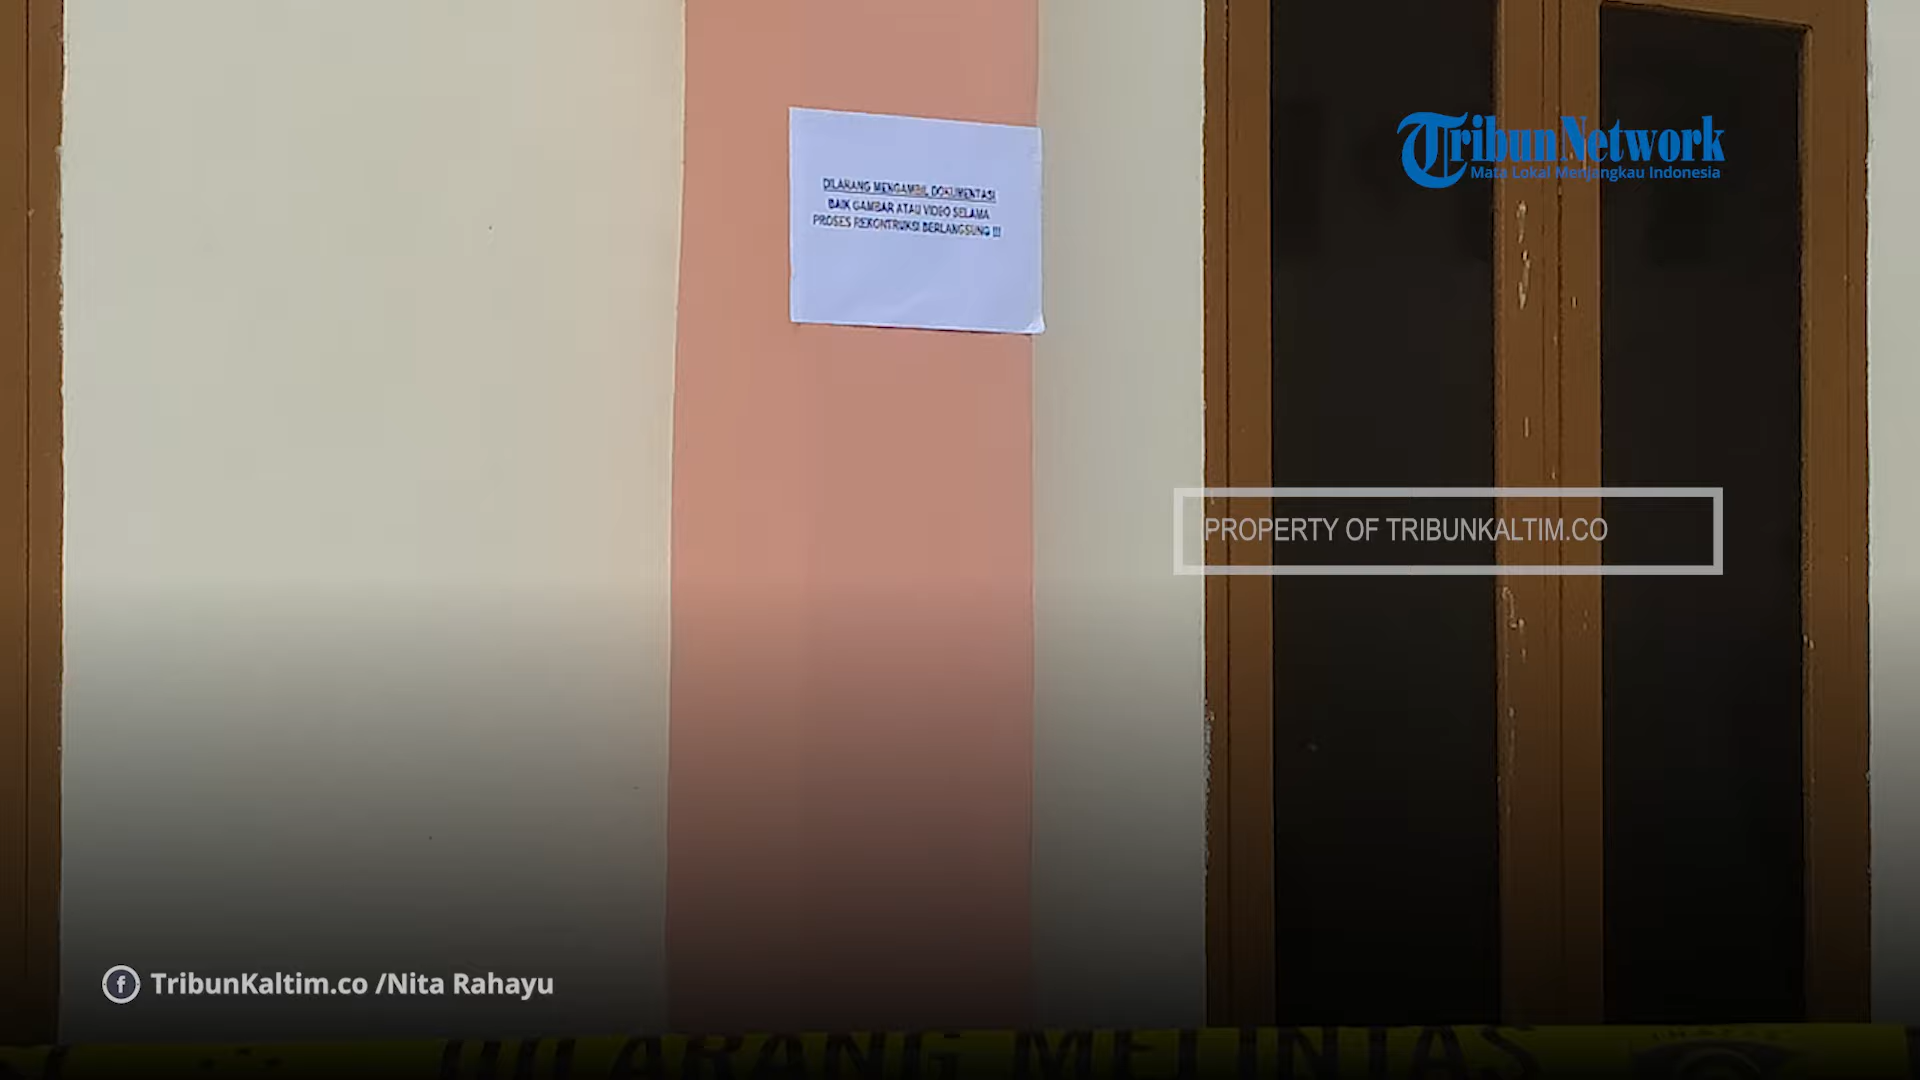 DILARANG MENGAMBIL DOKUMENTASI
BAIK GAMBAR ATAU VIDEO SELAMA
PROSES REKONTRUKSI BERLANGSUNG !!!
TribunNetwork
Mata Lokal Menjangkau Indonesia
PROPERTY OF TRIBUNKALTIM.CO
f TribunKaltim.co /Nita Rahayu
DILARANG MELINTAS